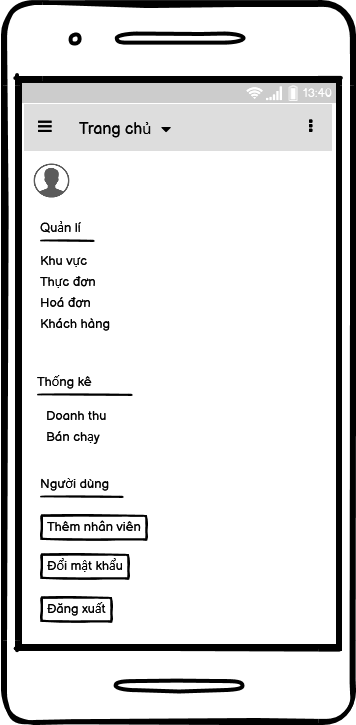 13:40
Trang chủ
Quản lí
Khu vực
Thực đơn
Hoá đơn
Khách hàng
Thống kê
Doanh thu
Bán chạy
Người dùng
Thêm nhân viên
Đổi mật khẩu
Đăng xuất